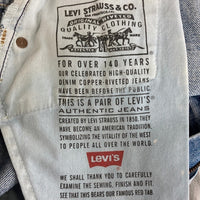 LEVI STRAUSS & CO.
ORIGINAL RIVETED
QUALITY CLOTHING
FOR OVER 140 YEARS
OUR CELEBRATED HIGH-QUALITY
DENIM COPPER-RIVETED JEANS
HAVE BEEN BEFORE THE PUBLIC
THIS IS A PAIR OF LEVI'S®
AUTHENTIC JEANS
CREATED BY LEVI STRAUSS IN 1850, THEY
HAVE BECOME AN AMERICAN TRADITION,
SYMBOLIZING THE VITALITY OF THE WEST
TO PEOPLE ALL OVER THE WORLD.
Levi's
WE SHALL THANK YOU TO CAREFULLY
EXAMINE THE SEWING, FINISH AND FIT
SEE THAT THIS BEARS OUR FAMOUS RED TAB.